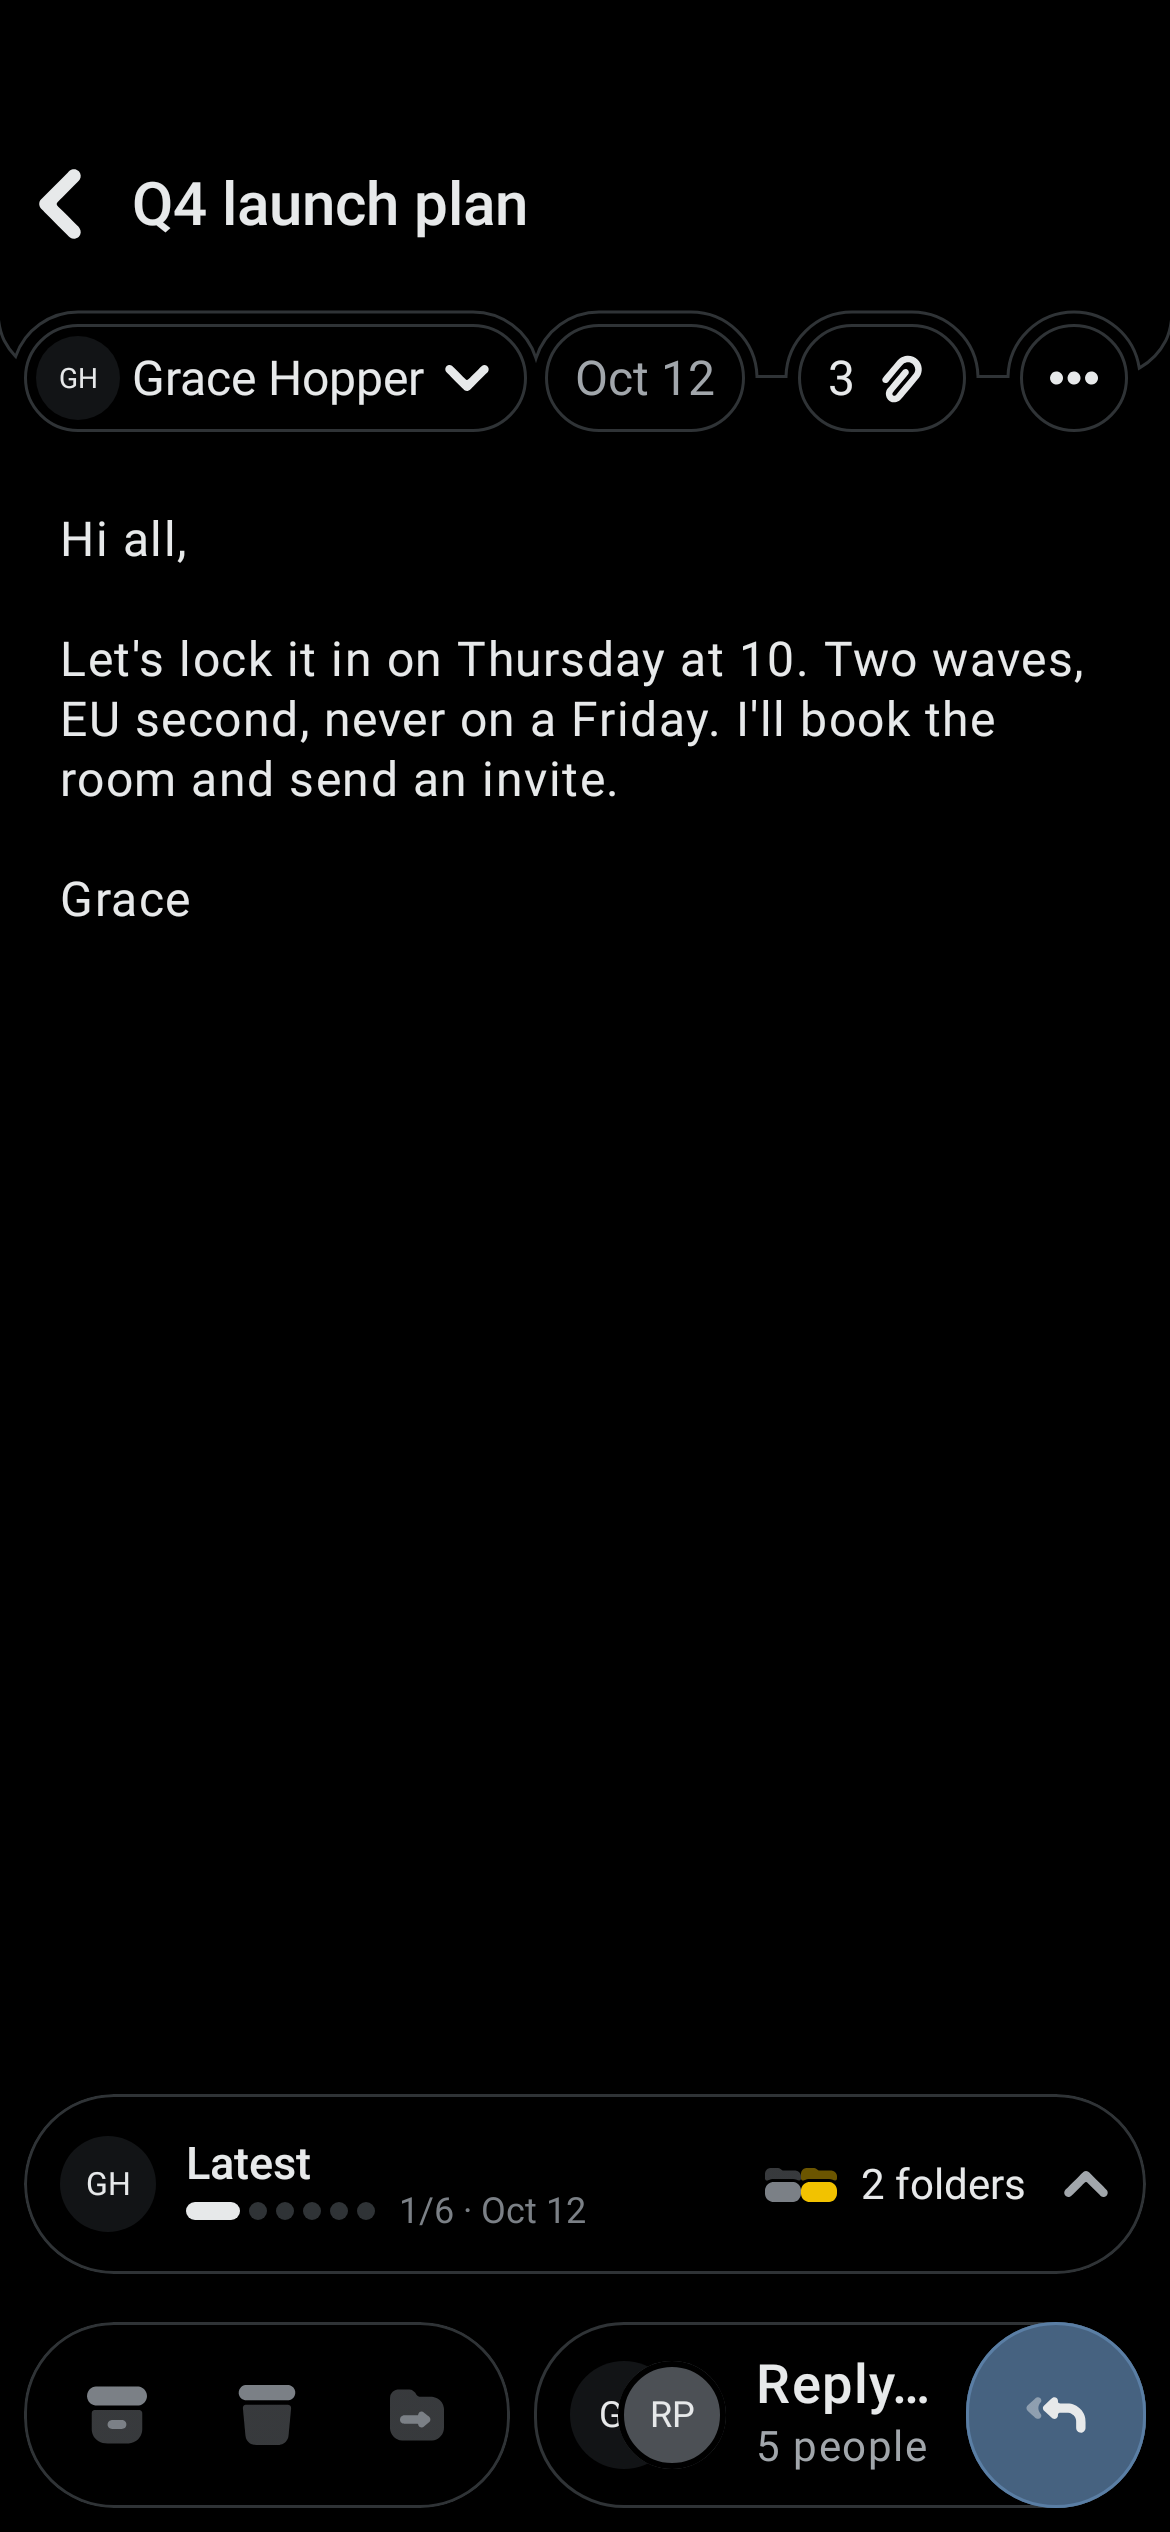 Q4 launch plan
GH Grace Hopper Oct 12 3
Hi all,
Let's lock it in on Thursday at 10. Two waves,
EU second, never on a Friday. I'll book the
room and send an invite.
Grace
GH Latest
1/6 · Oct 12
2 folders
RP Reply...
5 people